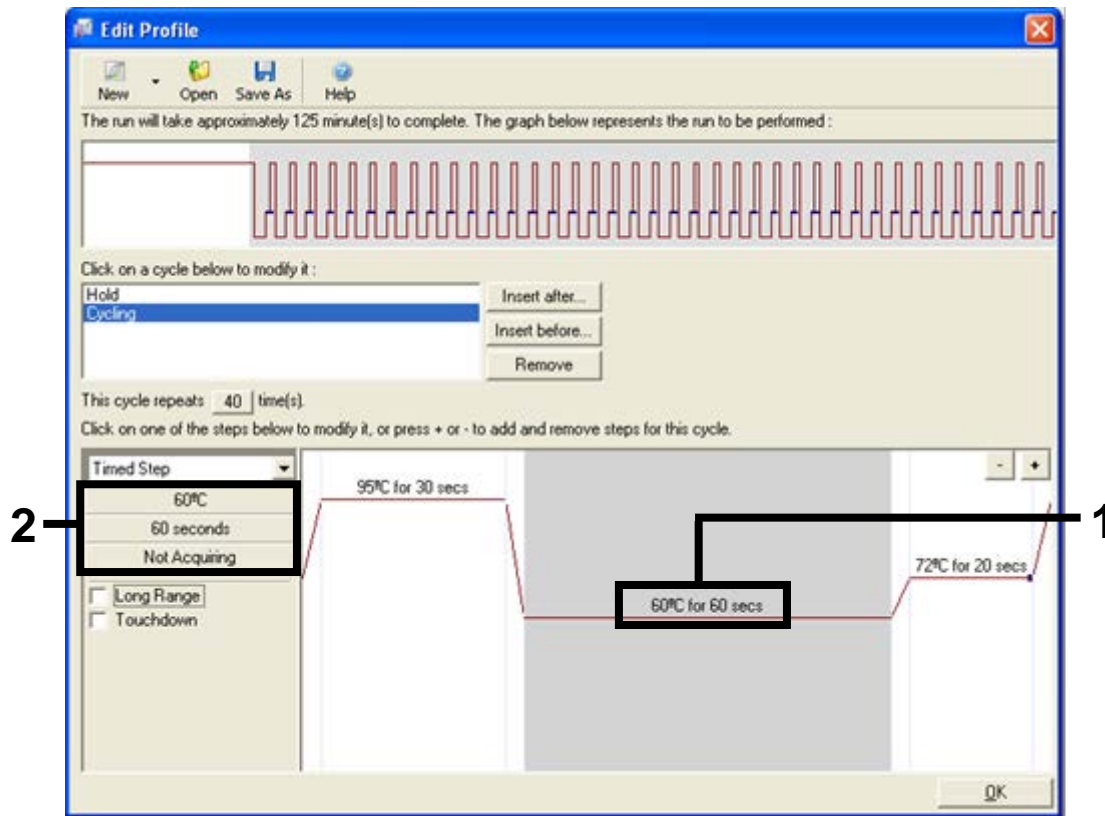 Edit Profile
New Open Save As Help
The run will take approximately 125 minute(s) to complete. The graph below represents the run to be performed :
Click on a cycle below to modify it :
Hold
Cycling
Insert after...
Insert before...
Remove
This cycle repeats 40 time(s).
Click on one of the steps below to modify it, or press + or - to add and remove steps for this cycle.
Timed Step
- +
60ºC
60 seconds
Not Acquiring
Long Range
Touchdown
95ºC for 30 secs
60ºC for 60 secs
72ºC for 20 secs
1
2
OK